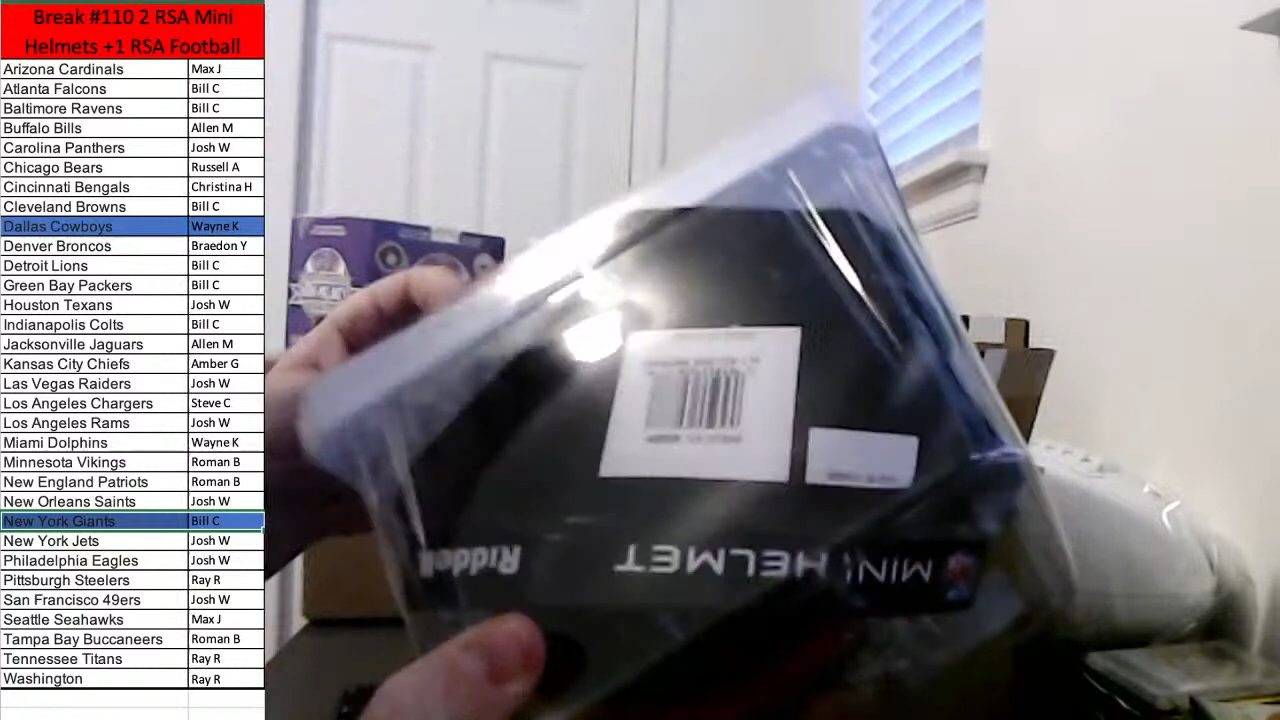 Break #110 2 RSA Mini
Helmets +1 RSA Football
Arizona Cardinals Max J
Atlanta Falcons Bill C
Baltimore Ravens Bill C
Buffalo Bills Allen M
Carolina Panthers Josh W
Chicago Bears Russell A
Cincinnati Bengals Christina H
Cleveland Browns Bill C
Dallas Cowboys Wayne K
Denver Broncos Braedon Y
Detroit Lions Bill C
Green Bay Packers Bill C
Houston Texans Josh W
Indianapolis Colts Bill C
Jacksonville Jaguars Allen M
Kansas City Chiefs Amber G
Las Vegas Raiders Josh W
Los Angeles Chargers Steve C
Los Angeles Rams Josh W
Miami Dolphins Wayne K
Minnesota Vikings Roman B
New England Patriots Roman B
New Orleans Saints Josh W
New York Giants Bill C
New York Jets Josh W
Philadelphia Eagles Josh W
Pittsburgh Steelers Ray R
San Francisco 49ers Josh W
Seattle Seahawks Max J
Tampa Bay Buccaneers Roman B
Tennessee Titans Ray R
Washington Ray R
MINI HELMET
Riddell